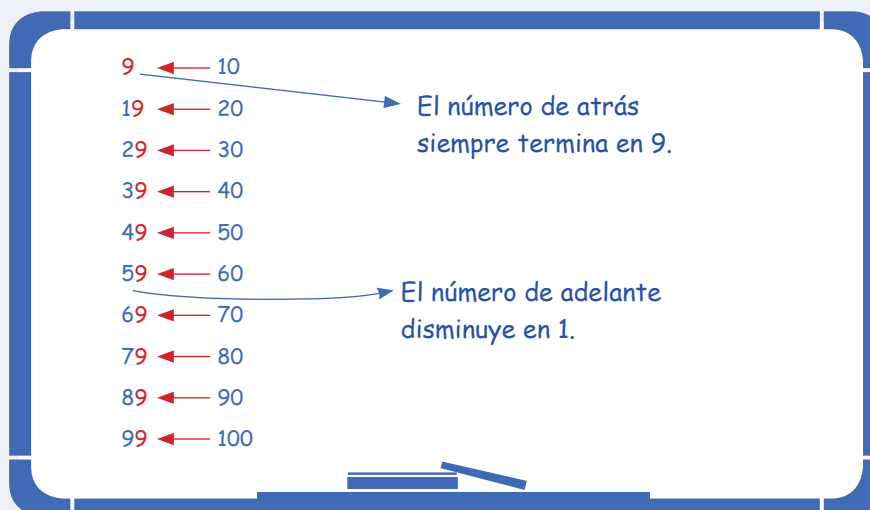 9 ← 10
19 ← 20
29 ← 30
39 ← 40
49 ← 50
59 ← 60
69 ← 70
79 ← 80
89 ← 90
99 ← 100
El número de atrás
siempre termina en 9.
El número de adelante
disminuye en 1.